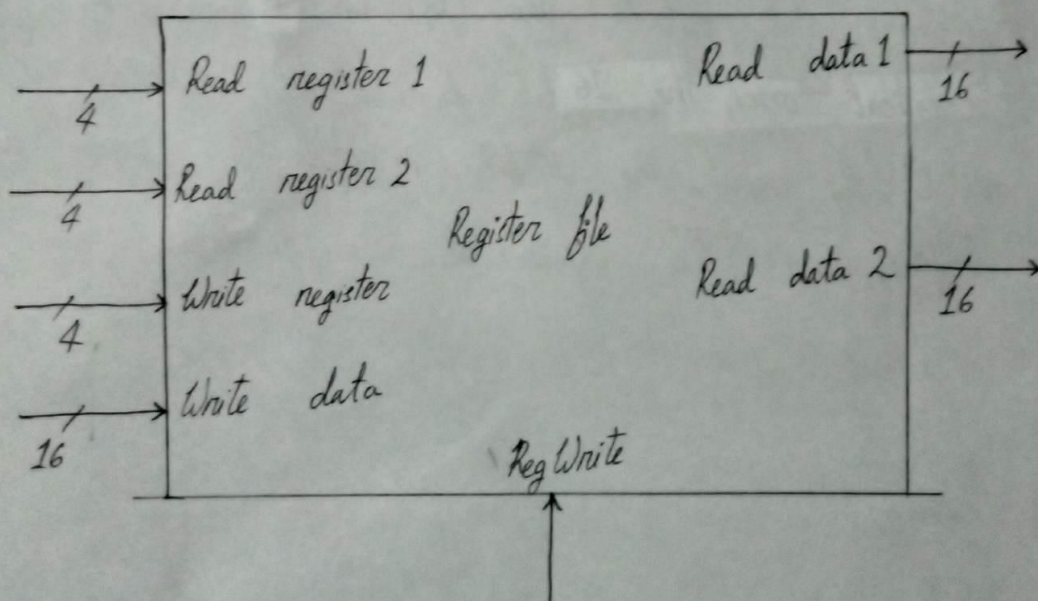 Read register 1
Read data 1
4
16
Read register 2
4
Register file
Write register
Read data 2
4
16
Write data
16
RegWrite